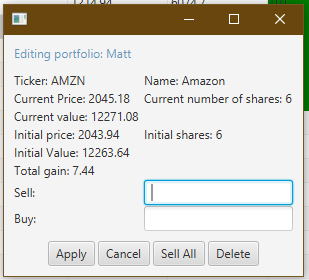 Editing portfolio: Matt
Ticker: AMZN Name: Amazon
Current Price: 2045.18 Current number of shares: 6
Current value: 12271.08
Initial price: 2043.94 Initial shares: 6
Initial Value: 12263.64
Total gain: 7.44
Sell:
Buy:
Apply Cancel Sell All Delete